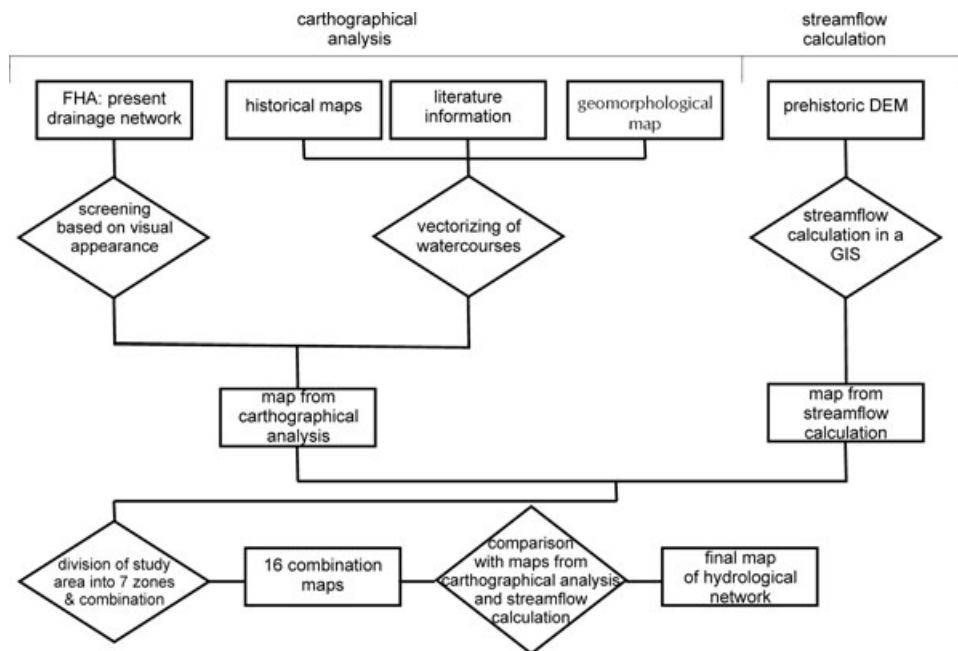 carthographical
analysis
streamflow
calculation
FHA: present
drainage network
historical maps
literature
information
geomorphological
map
prehistoric DEM
screening
based on visual
appearance
vectorizing of
watercourses
streamflow
calculation in a
GIS
map from
carthographical
analysis
map from
streamflow
calculation
division of study
area into 7 zones
& combination
16 combination
maps
comparison
with maps from
carthographical analysis
and streamflow
calculation
final map
of hydrological
network